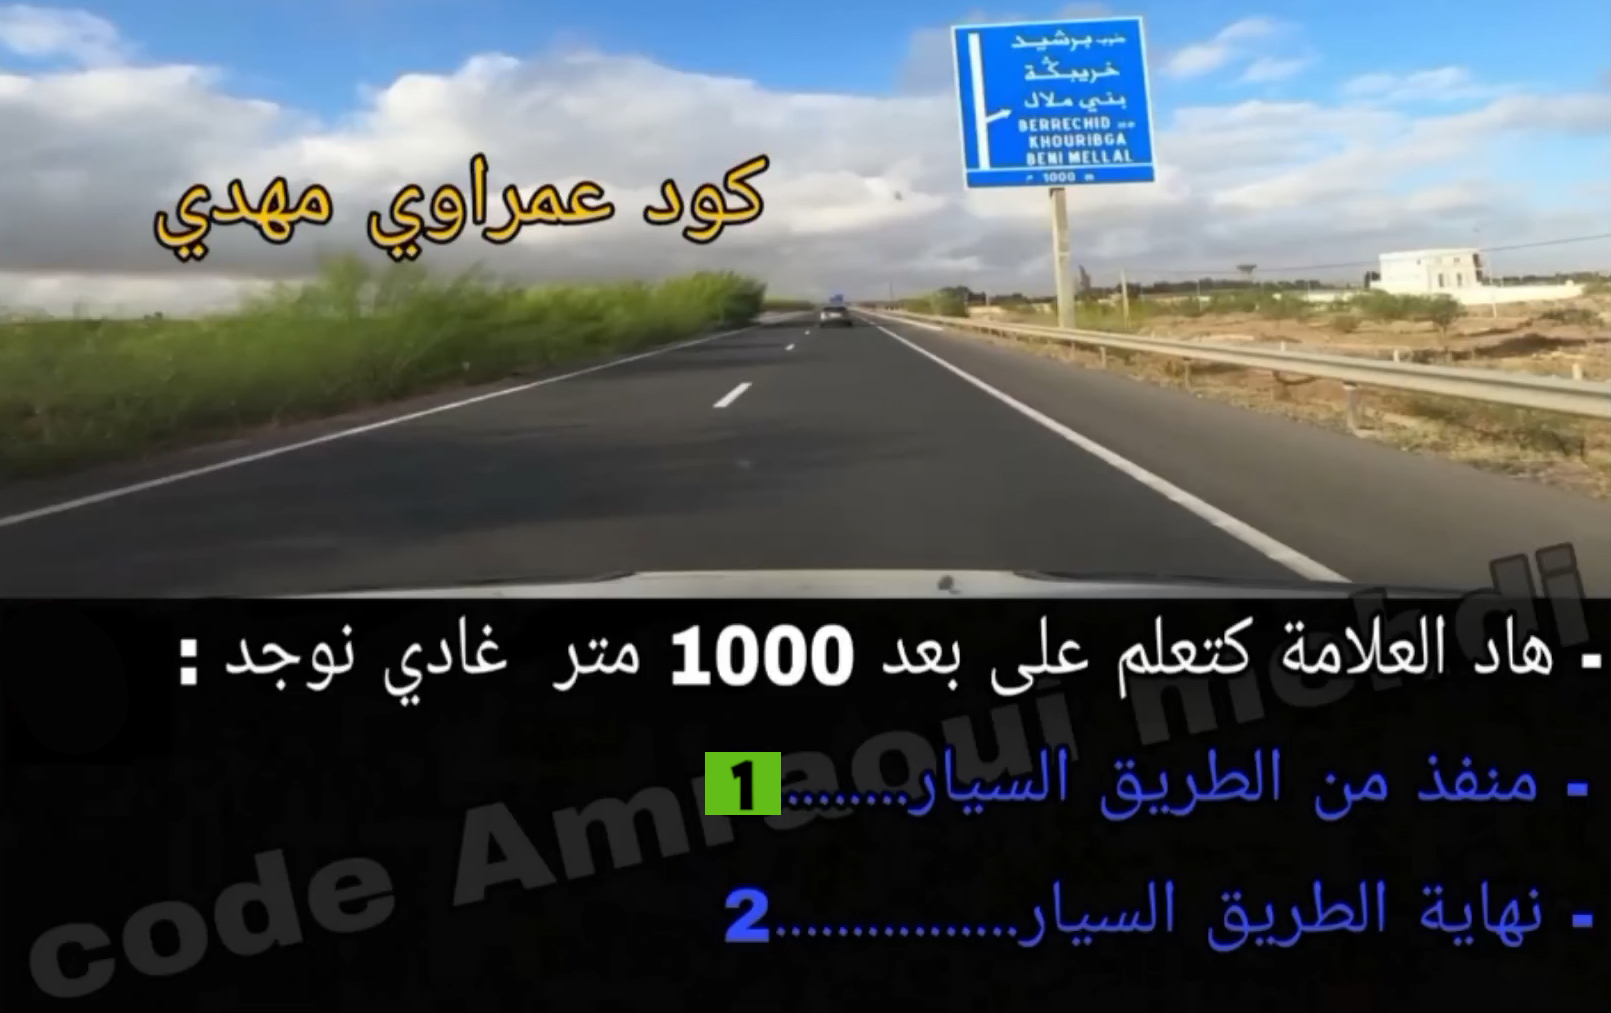 جنوب برشيد
خريبكة
بني ملال
BERRECHID
KHOURIBGA
BENI MELLAL
م 1000 m
كود عمراوي مهدي
- هاد العلامة كتعلم على بعد 1000 متر غادي نوجد :
- منفذ من الطريق السيار........1
- نهاية الطريق السيار................2
code Amraoui mehdi